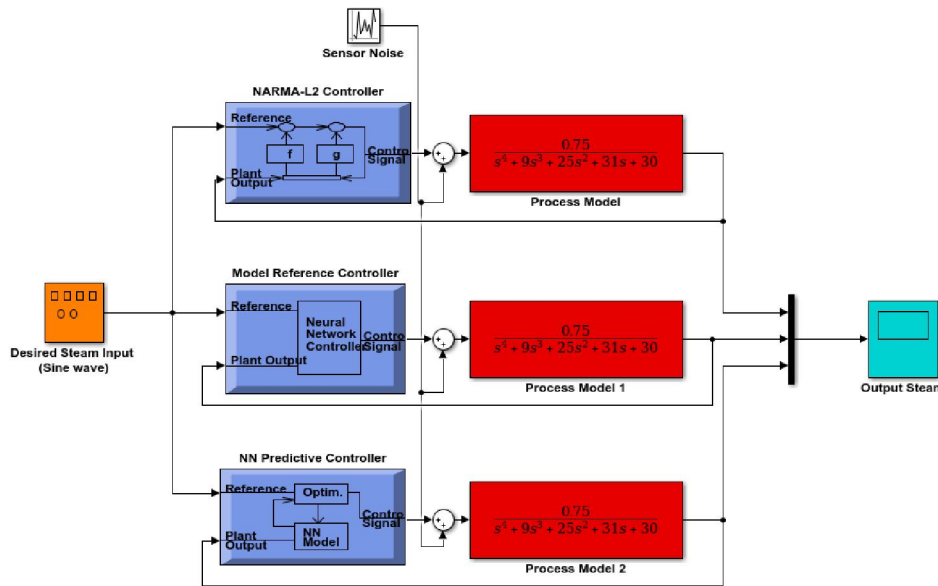 Sensor Noise
NARMA-L2 Controller
Reference
f
g
Contro
Signal
Plant
Output
+
+
0.75
s⁴ + 9s³ + 25s² + 31s + 30
Process Model
Model Reference Controller
Reference
Neural
Network
Controller
Contro
Signal
Plant Output
+
+
0.75
s⁴ + 9s³ + 25s² + 31s + 30
Process Model 1
Desired Steam Input
(Sine wave)
Output Steam
NN Predictive Controller
Reference
Optim.
Contro
Signal
NN
Model
Plant
Output
+
+
0.75
s⁴ + 9s³ + 25s² + 31s + 30
Process Model 2